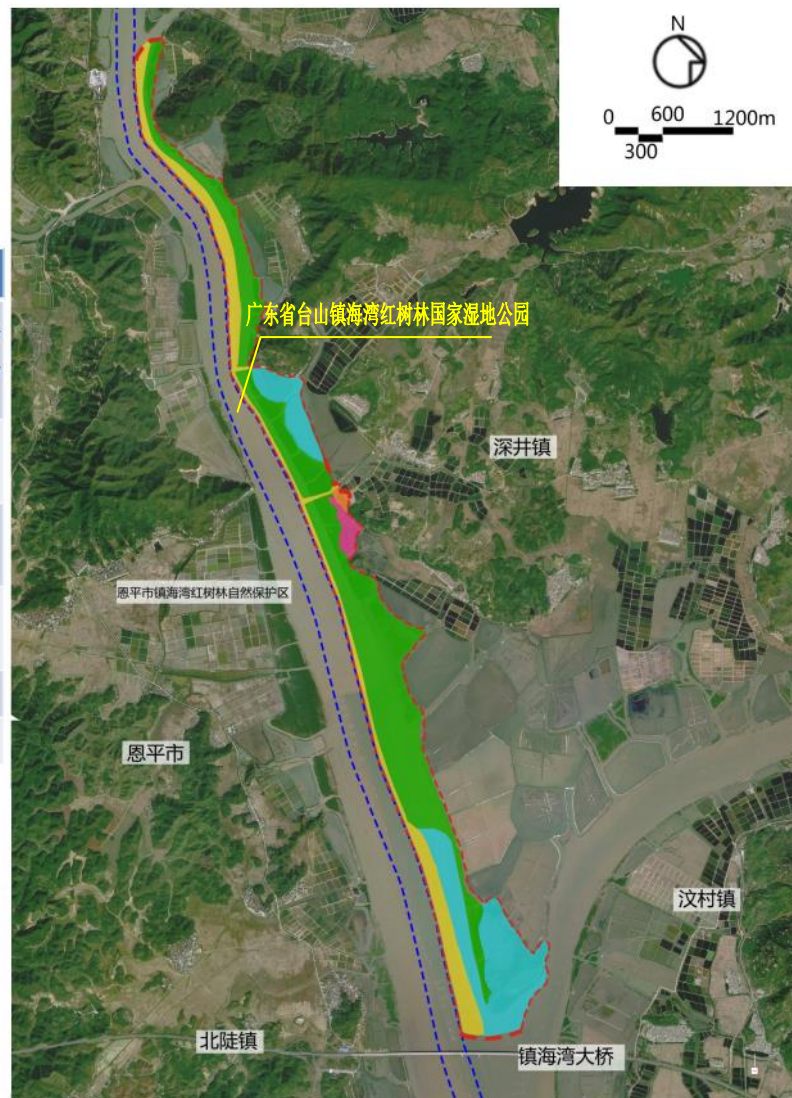 N
0 600 1200m
300
广东省台山镇海湾红树林国家湿地公园
深井镇
恩平市镇海湾红树林自然保护区
恩平市
汶村镇
北陡镇
镇海湾大桥